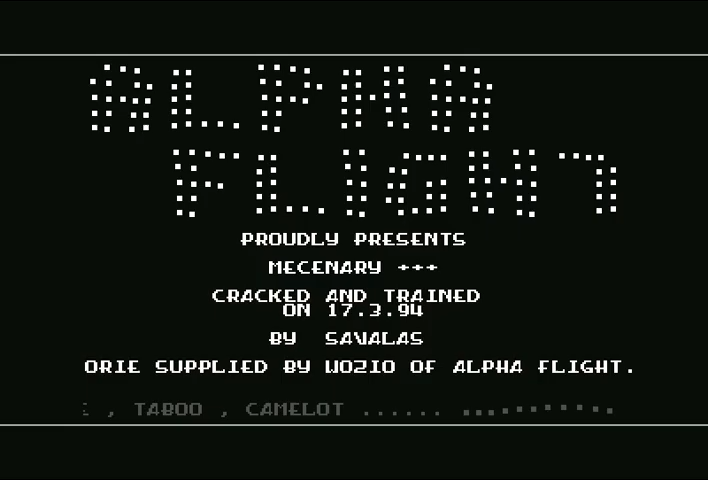 ALPHA
FLIGHT
PROUDLY PRESENTS
MECENARY +++
CRACKED AND TRAINED
ON 17.3.94
BY SAVALAS
ORIE SUPPLIED BY WOZIO OF ALPHA FLIGHT.
, TABOO , CAMELOT ...... ...........